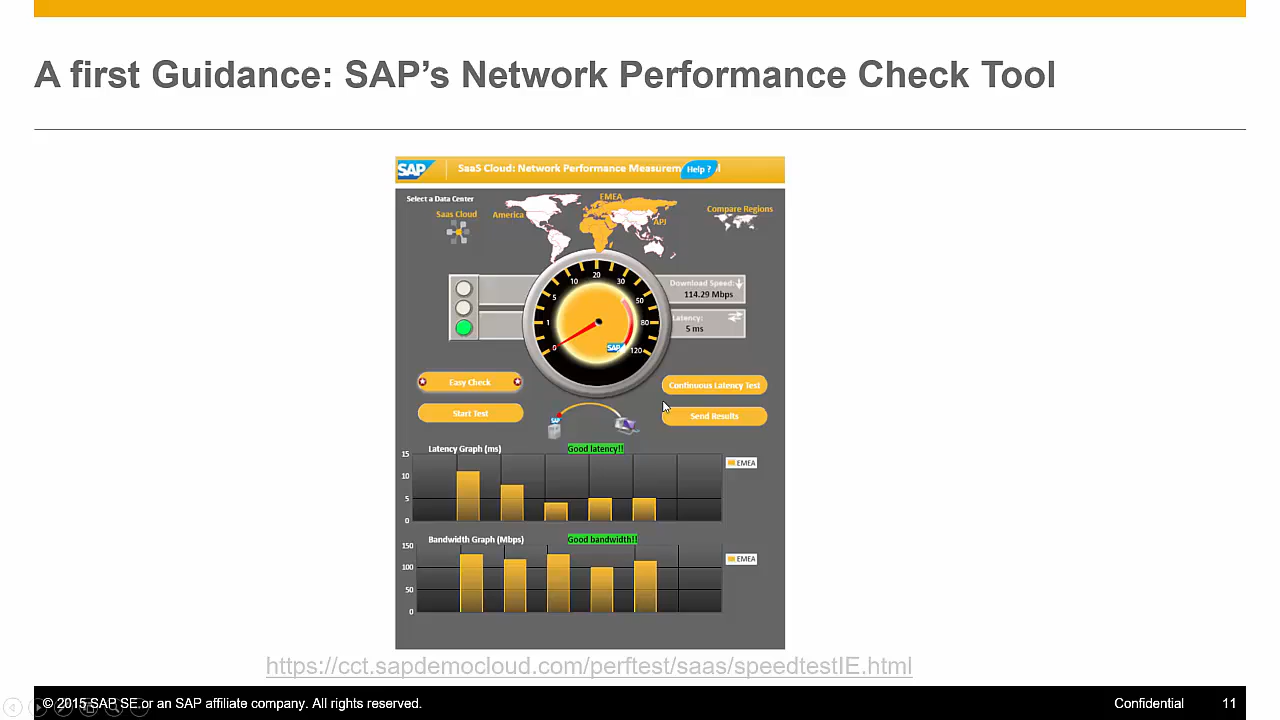 A first Guidance: SAP's Network Performance Check Tool
SAP SaaS Cloud: Network Performance Measurem Help ?
Select a Data Center
EMEA
Saas Cloud
America
APJ
Compare Regions
0 1 5 10 20 30 50 80 120
Download Speed:
114.29 Mbps
Latency:
5 ms
SAP
Easy Check
Continuous Latency Test
Start Test
Send Results
SAP
Latency Graph (ms)
Good latency!!
EMEA
15
10
5
0
Bandwidth Graph (Mbps)
Good bandwidth!!
EMEA
150
100
50
0
https://cct.sapdemocloud.com/perftest/saas/speedtestIE.html
© 2015 SAP SE or an SAP affiliate company. All rights reserved. Confidential 11